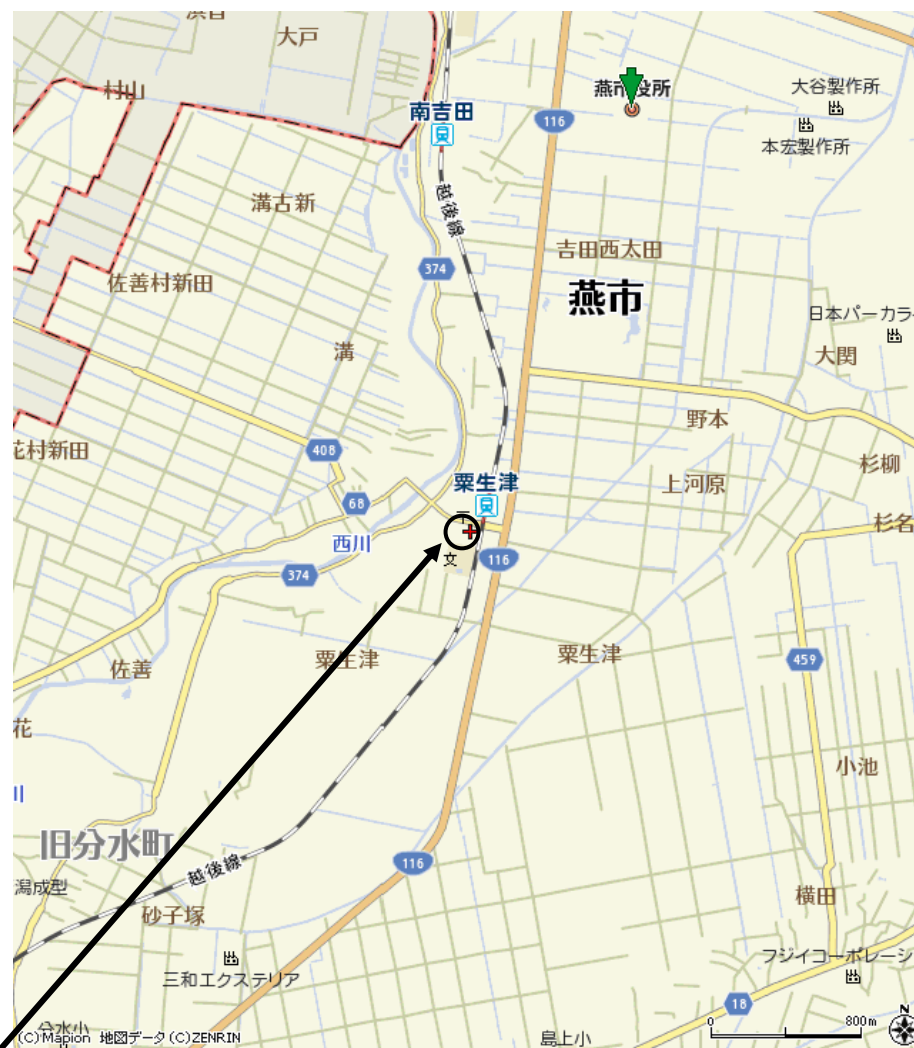 大戸
村山
南吉田
越後線
116
燕市役所
大谷製作所
本宏製作所
溝古新
374
吉田西太田
佐善村新田
燕市
日本パーカラ
大関
溝
野本
花村新田
408
杉柳
上河原
粟生津
68
西川
文
116
杉名
374
佐善
粟生津
粟生津
459
花
川
小池
旧分水町
116
越後線
潟成型
砂子塚
横田
三和エクステリア
フジイコーポレーシ
18
分水小
(C)Mapion 地図データ(C)ZENRIN
島上小
0 800m
N